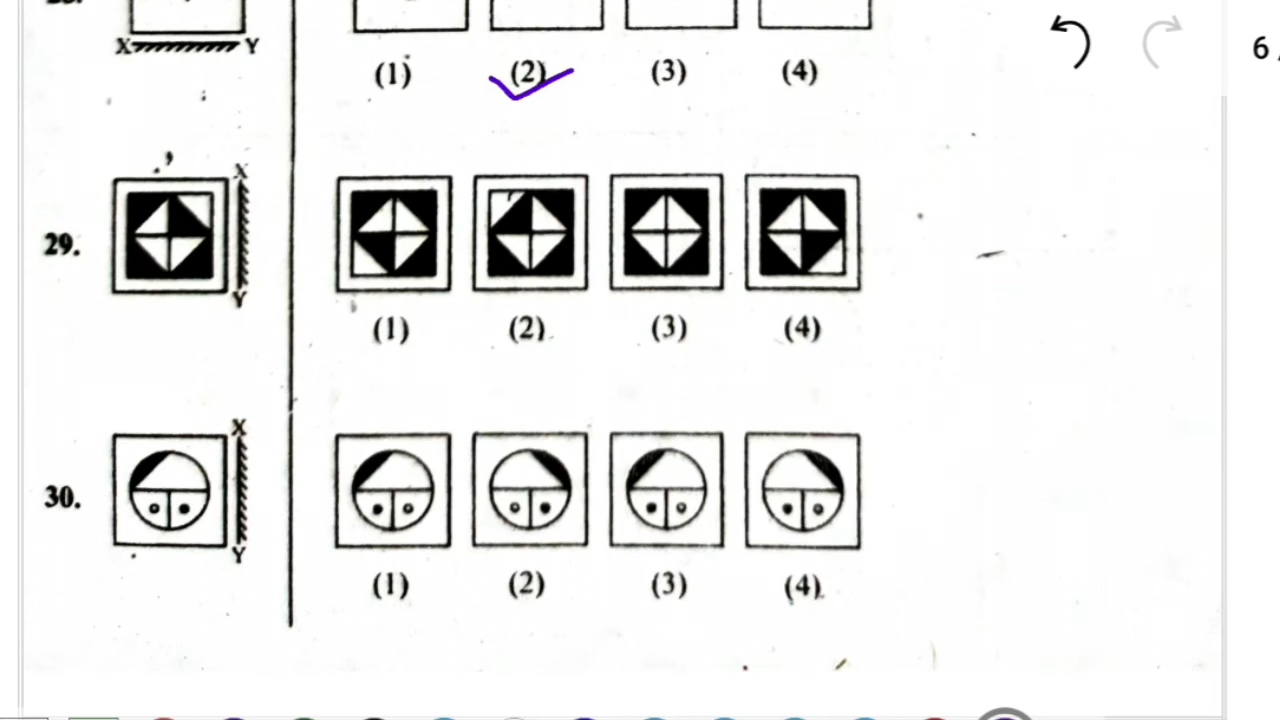 X Y
(1) (2) (3) (4)
6
X
29.
Y
(1) (2) (3) (4)
X
30.
Y
(1) (2) (3) (4)